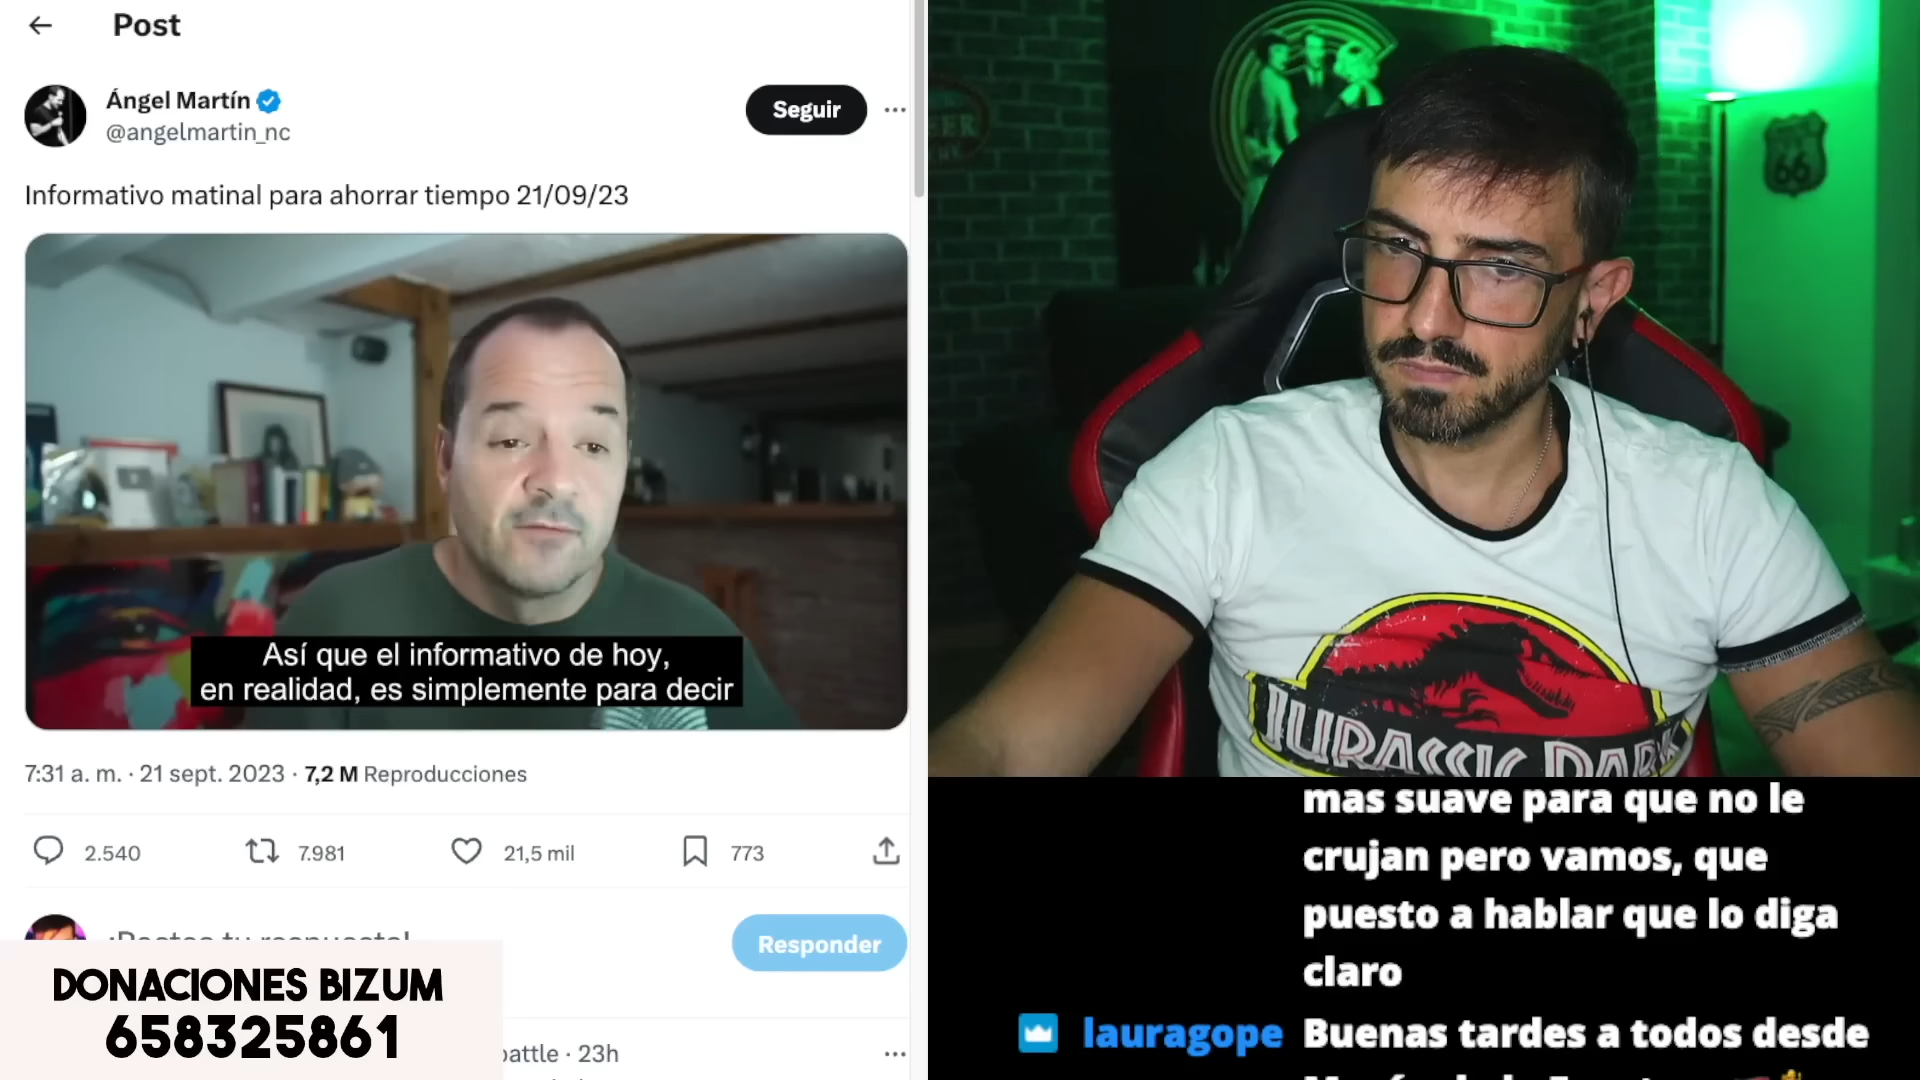 Post
Ángel Martín
@angelmartin_nc
Seguir
Informativo matinal para ahorrar tiempo 21/09/23
Así que el informativo de hoy,
en realidad, es simplemente para decir
7:31 a. m. · 21 sept. 2023 · 7,2 M Reproducciones
2.540
7.981
21,5 mil
773
Responder
DONACIONES BIZUM
658325861
battle · 23h
66
JURASSIC PARK
mas suave para que no le
crujan pero vamos, que
puesto a hablar que lo diga
claro
lauragope Buenas tardes a todos desde